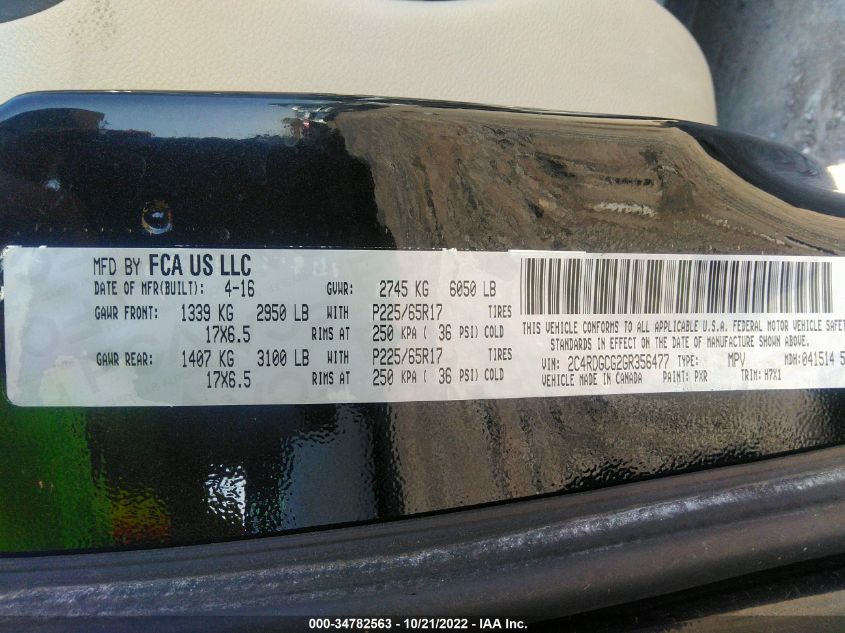 MFD BY FCA US LLC
DATE OF MFR(BUILT): 4-16 GVWR: 2745 KG 6050 LB
GAWR FRONT: 1339 KG 2950 LB WITH P225/65R17 TIRES
17X6.5 RIMS AT 250 KPA ( 36 PSI) COLD
GAWR REAR: 1407 KG 3100 LB WITH P225/65R17 TIRES
17X6.5 RIMS AT 250 KPA ( 36 PSI) COLD
THIS VEHICLE CONFORMS TO ALL APPLICABLE U.S.A. FEDERAL MOTOR VEHICLE SAFETY
STANDARDS IN EFFECT ON THE DATE OF MANUFACTURE SHOWN ABOVE.
VIN: 2C4RDGCG2GR356477 TYPE: MPV MDH: 041514 5
VEHICLE MADE IN CANADA PAINT: PXR TRIM: H7X1
000-34782563 - 10/21/2022 - IAA Inc.